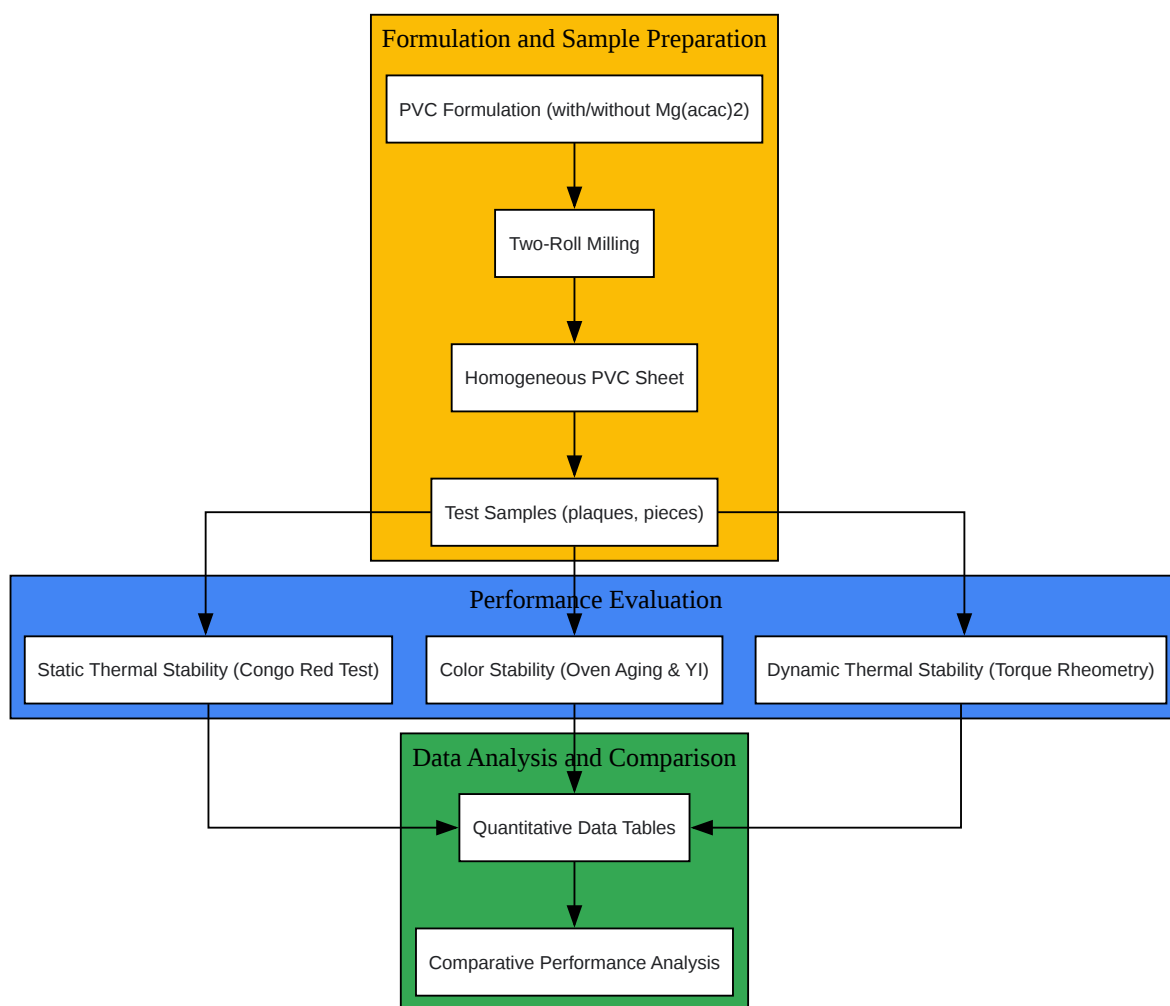 Formulation and Sample Preparation
PVC Formulation (with/without Mg(acac)2)
Two-Roll Milling
Homogeneous PVC Sheet
Test Samples (plaques, pieces)
Performance Evaluation
Static Thermal Stability (Congo Red Test)
Color Stability (Oven Aging & YI)
Dynamic Thermal Stability (Torque Rheometry)
Data Analysis and Comparison
Quantitative Data Tables
Comparative Performance Analysis